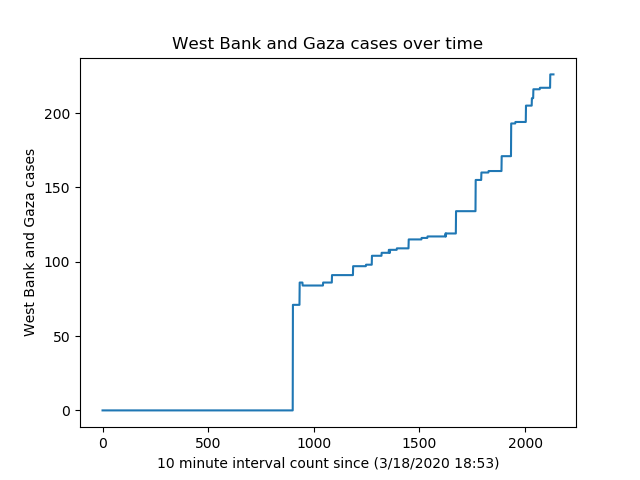 West Bank and Gaza cases over time
West Bank and Gaza cases
200
150
100
50
0
0 500 1000 1500 2000
10 minute interval count since (3/18/2020 18:53)